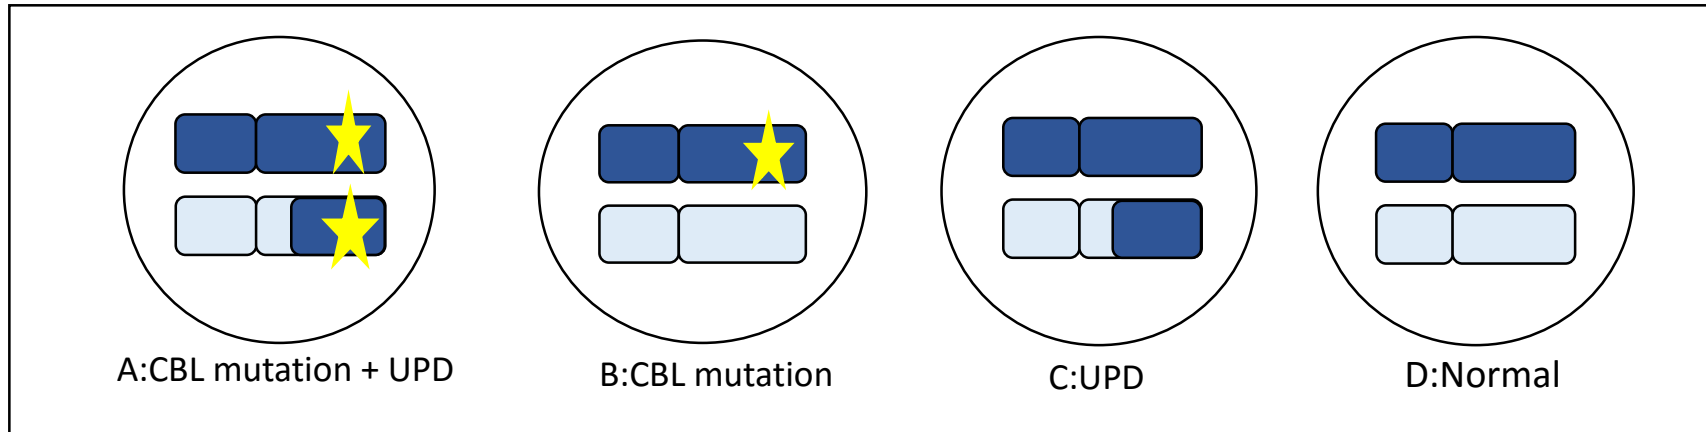 A:CBL mutation + UPD
B:CBL mutation
C:UPD
D:Normal